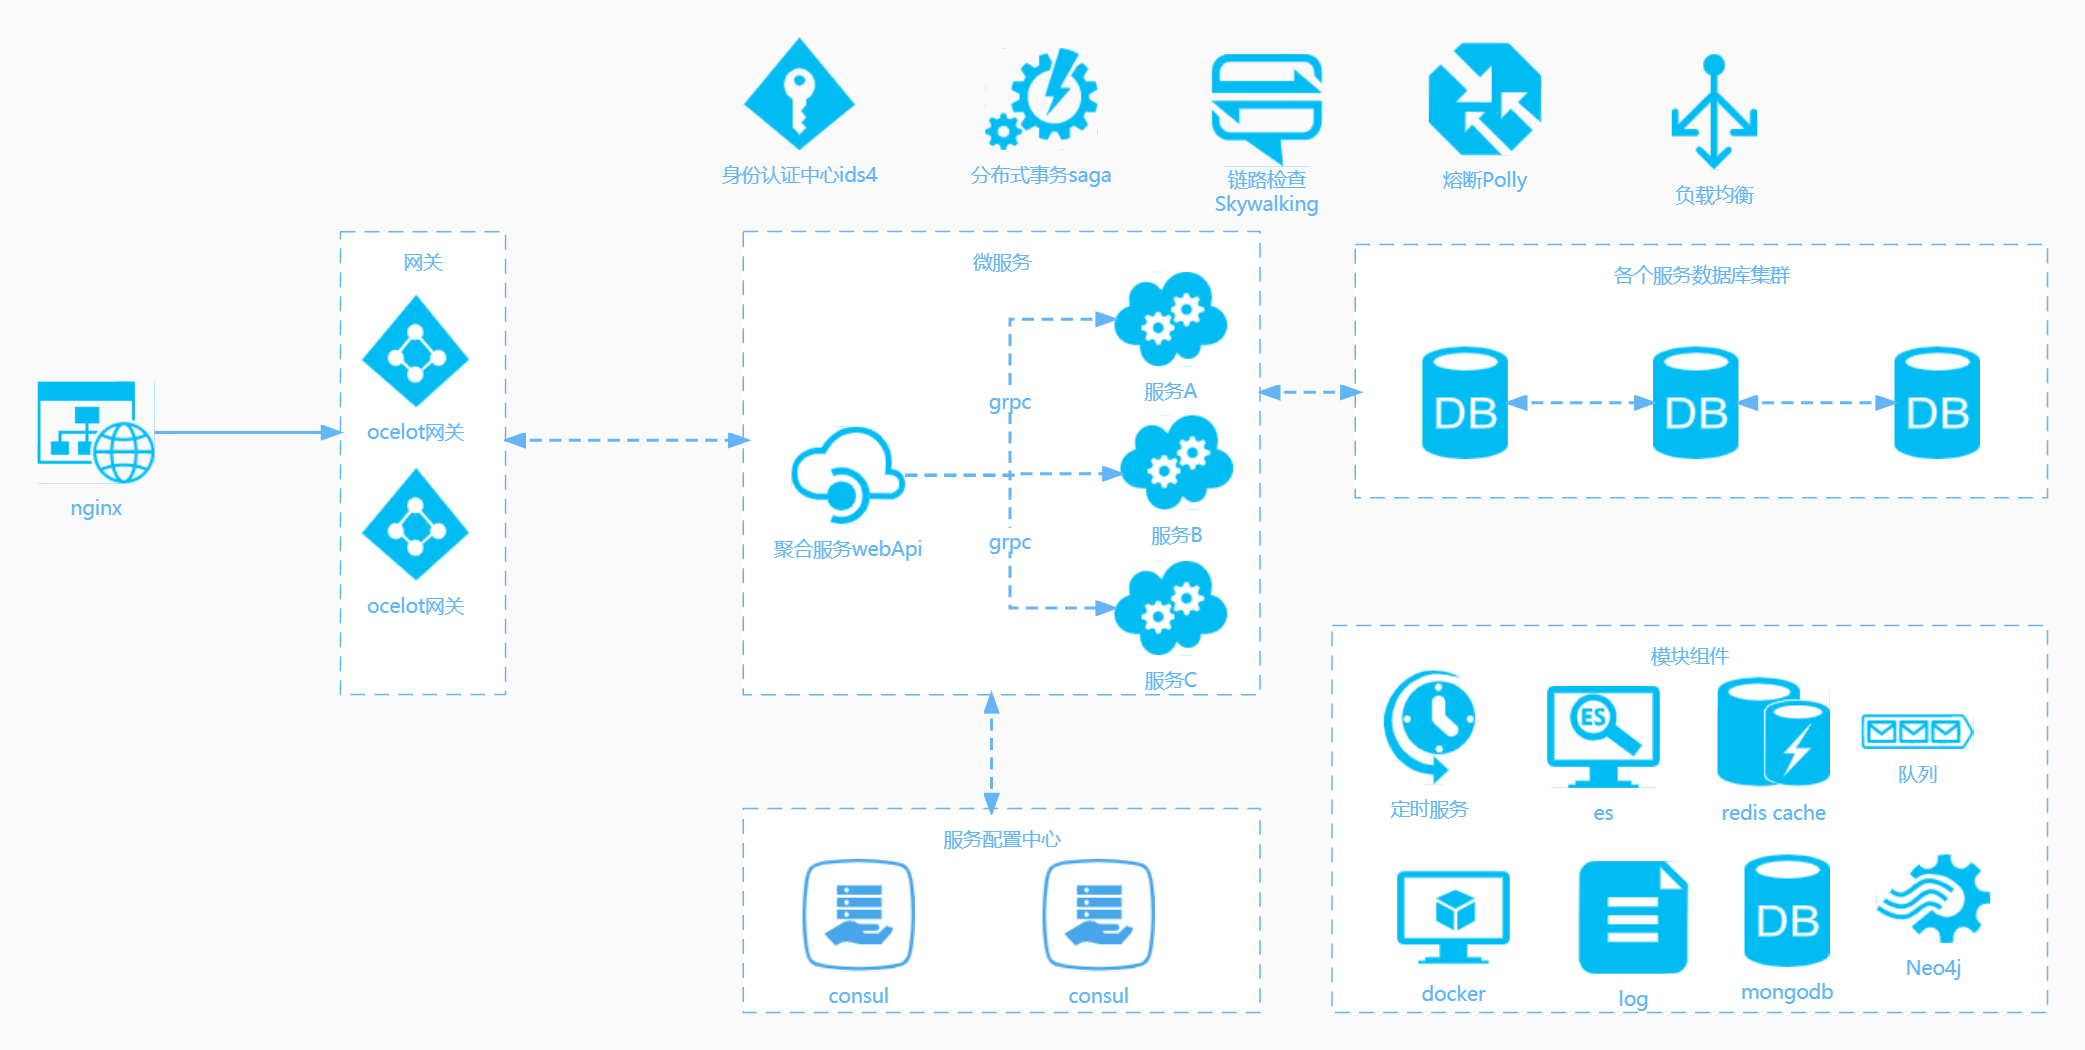 身份认证中心ids4
分布式事务saga
链路检查
Skywalking
熔断Polly
负载均衡
网关
ocelot网关
ocelot网关
nginx
微服务
服务A
grpc
服务B
grpc
聚合服务webApi
服务C
各个服务数据库集群
DB
DB
DB
服务配置中心
consul
consul
模块组件
定时服务
ES
es
redis cache
队列
docker
log
DB
mongodb
Neo4j